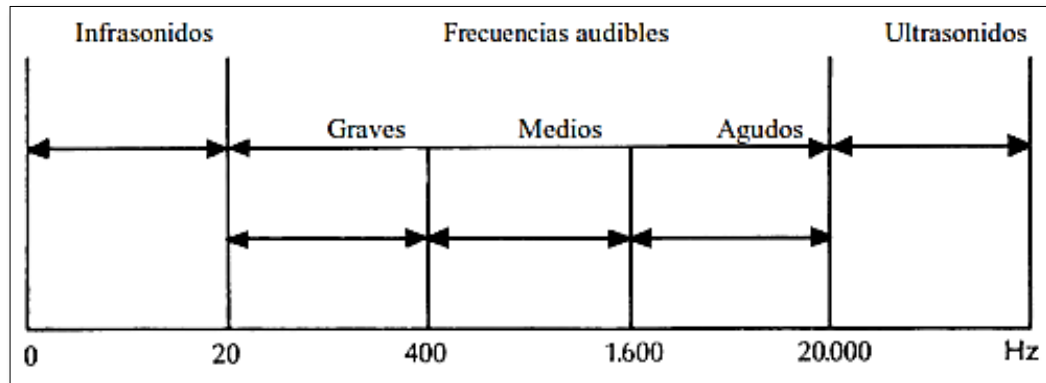 Infrasonidos Frecuencias audibles Ultrasonidos
Graves Medios Agudos
0 20 400 1.600 20.000 Hz